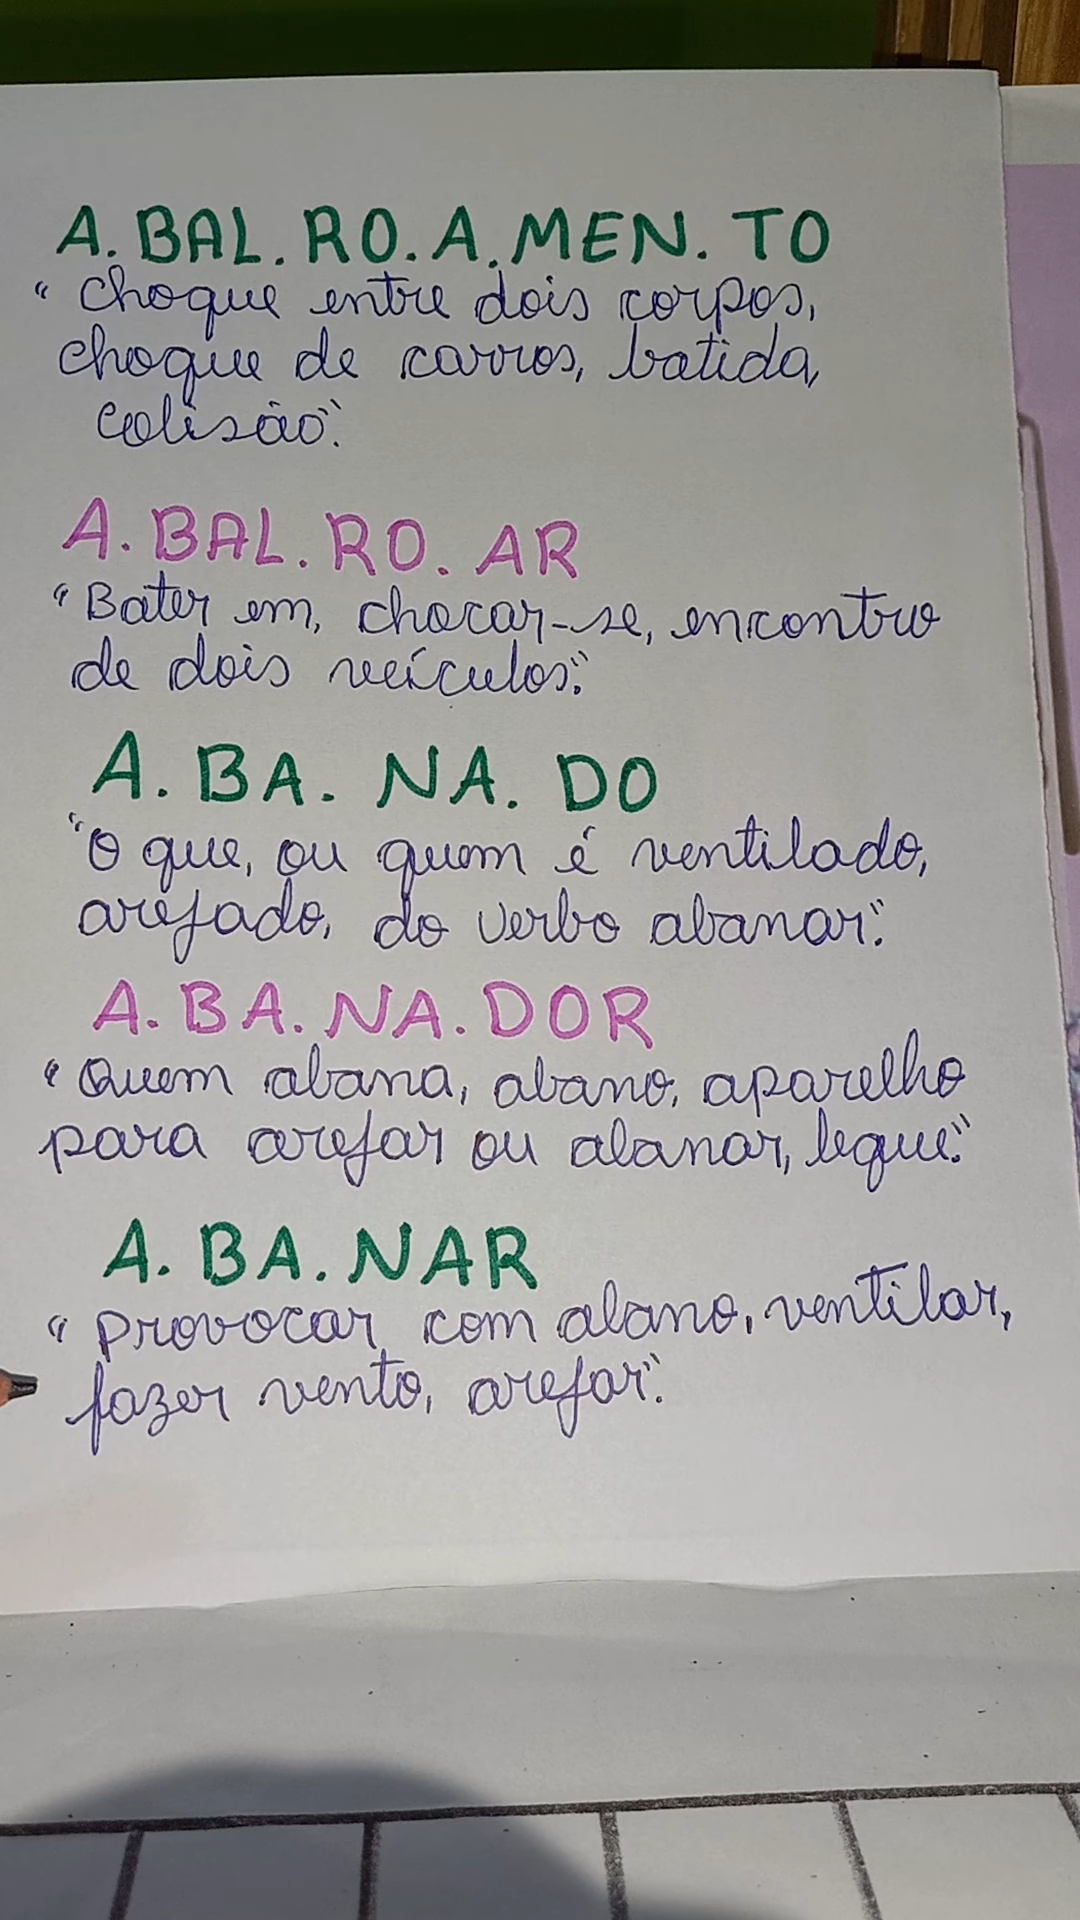 A. BAL. RO. A. MEN. TO
"Choque entre dois corpos,
choque de carros, batida,
colisão".
A. BAL. RO. AR
"Bater em, chocar-se, encontro
de dois veículos".
A. BA. NA. DO
"O que, ou quem é ventilado,
arejado, do verbo abanar".
A. BA. NA. DOR
"Quem abana, abano, aparelho
para arejar ou abanar, leque".
A. BA. NAR
"Provocar com abano, ventilar,
fazer vento, arejar".